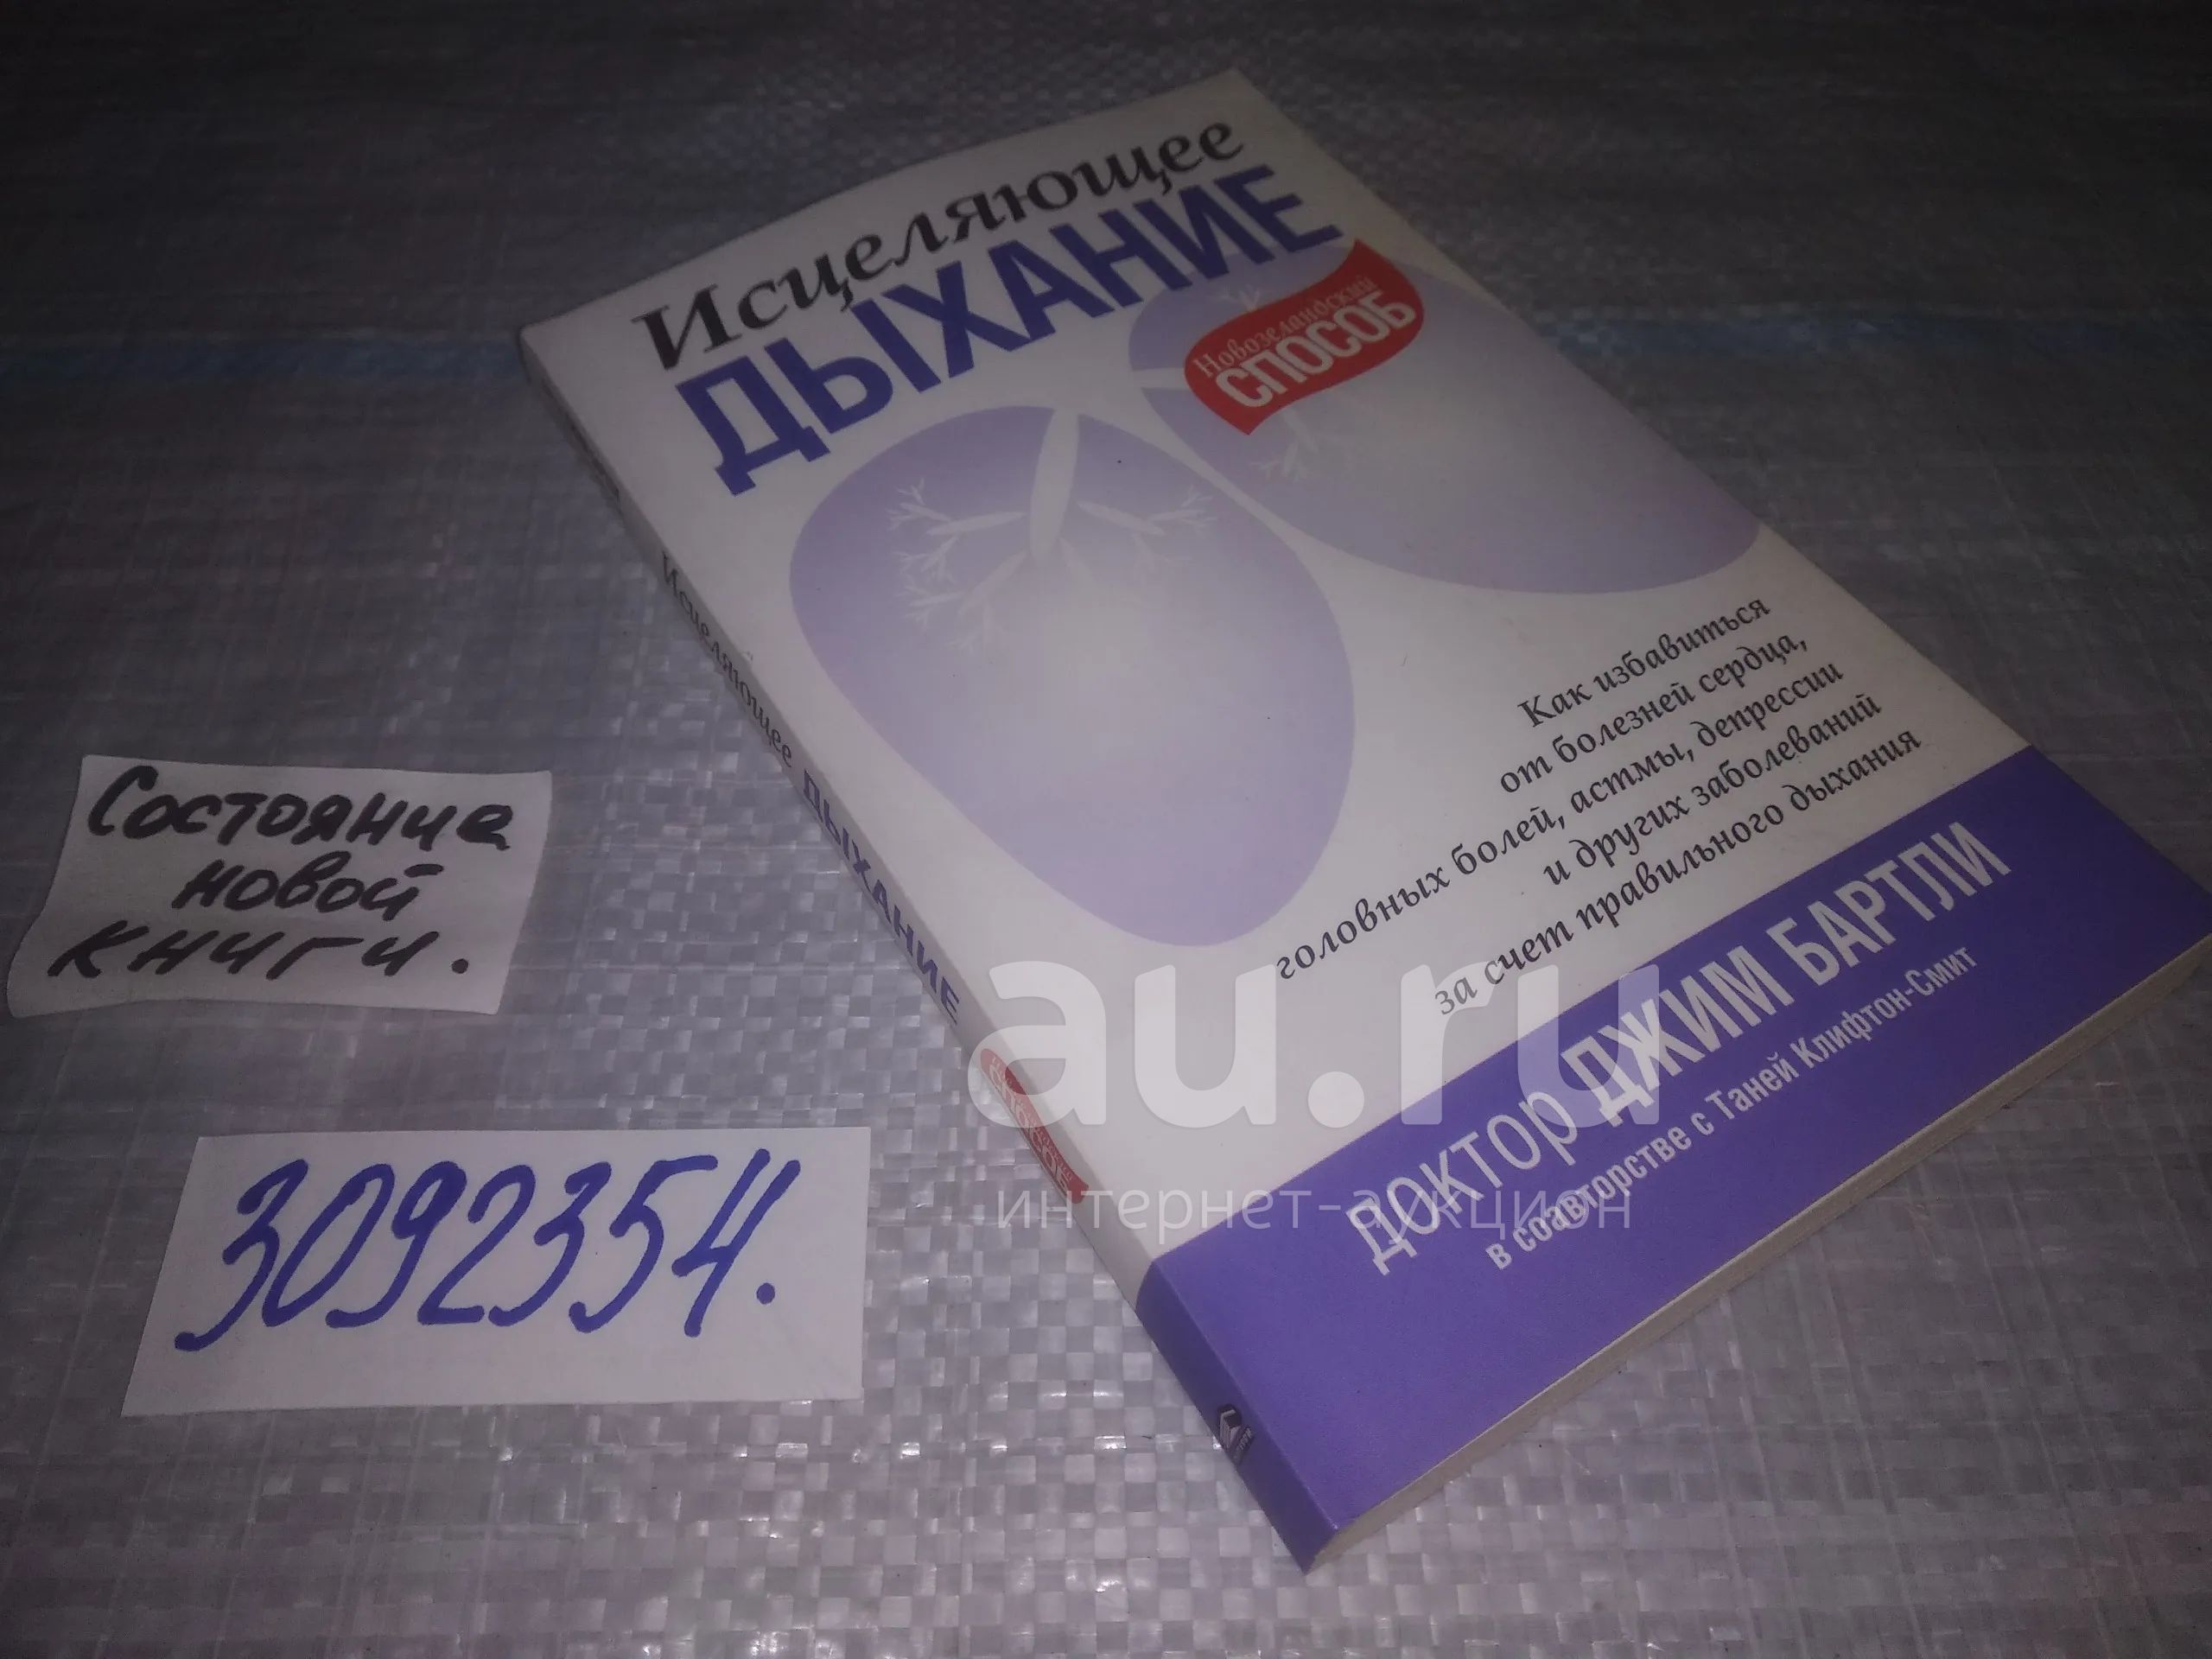 Исцеляющее
ДЫХАНИЕ
Новозеландский
СПОСОБ
Как избавиться
от болезней сердца,
головных болей, астмы, депрессии
и других заболеваний
за счет правильного дыхания
ДОКТОР ДЖИМ БАРТЛИ
в соавторстве с Таней Клифтон-Смит
Исцеляющее ДЫХАНИЕ
СПОСОБ
Состояние
новой
книги.
3092354.
au.ru
интернет-аукцион